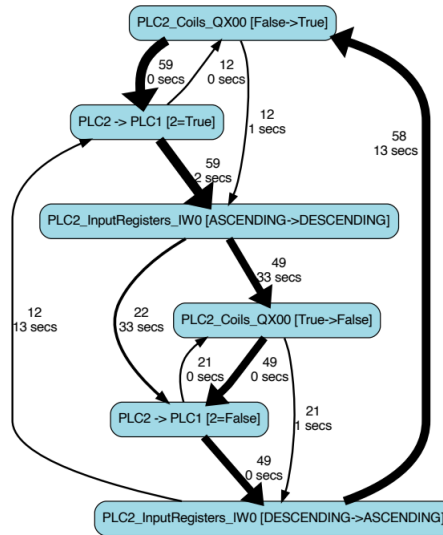 PLC2_Coils_QX00 [False->True]
59
0 secs
12
0 secs
12
1 secs
58
13 secs
PLC2 -> PLC1 [2=True]
59
2 secs
PLC2_InputRegisters_IW0 [ASCENDING->DESCENDING]
49
33 secs
12
13 secs
22
33 secs
PLC2_Coils_QX00 [True->False]
21
0 secs
49
0 secs
21
1 secs
PLC2 -> PLC1 [2=False]
49
0 secs
PLC2_InputRegisters_IW0 [DESCENDING->ASCENDING]